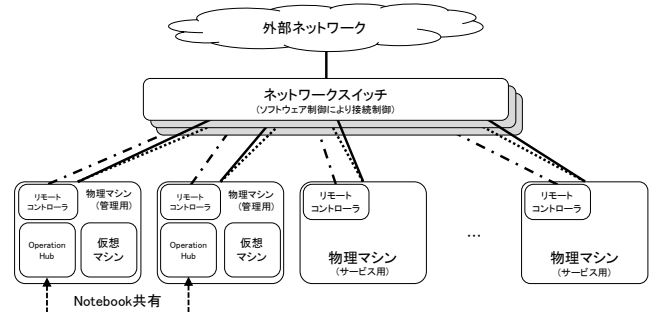 外部ネットワーク
ネットワークスイッチ
(ソフトウェア制御により接続制御)
リモート
コントローラ
物理マシン
(管理用)
Operation
Hub
仮想
マシン
リモート
コントローラ
物理マシン
(管理用)
Operation
Hub
仮想
マシン
リモート
コントローラ
物理マシン
(サービス用)
…
リモート
コントローラ
物理マシン
(サービス用)
Notebook共有